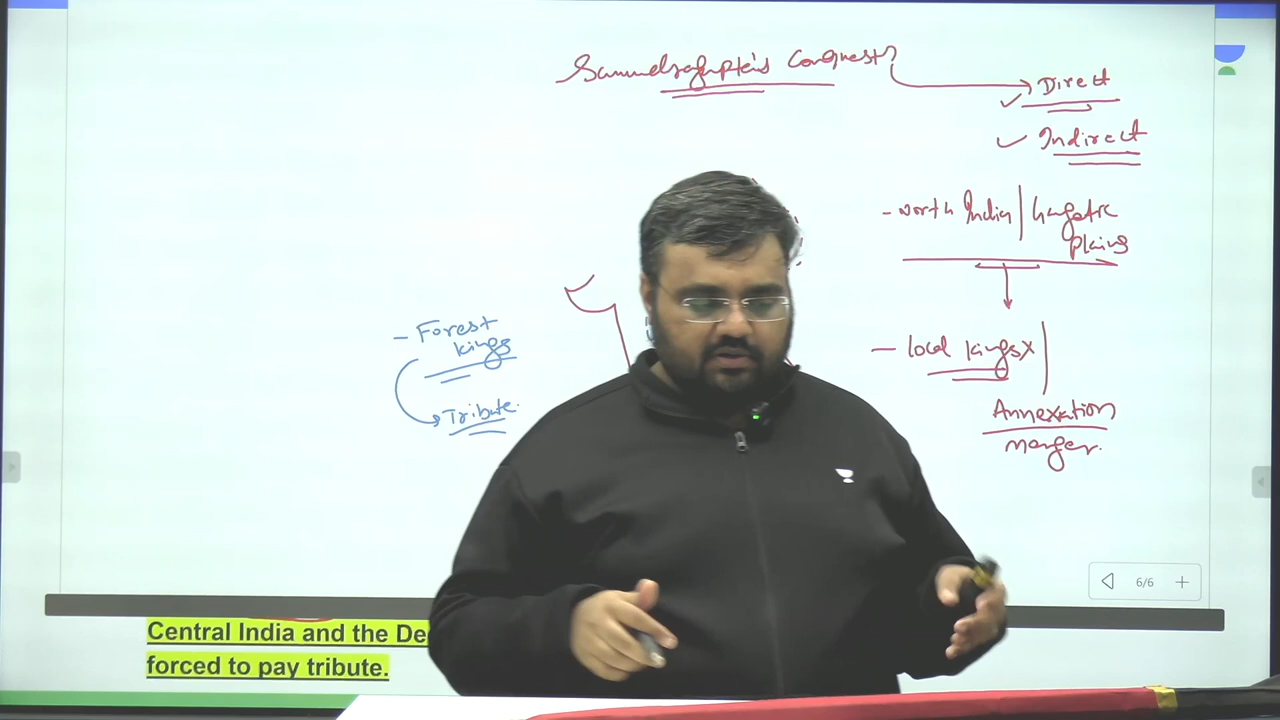 Samudragupta's Conquests
Direct
Indirect
- North India | Gangetic
plains
- Forest
kings
Tribute.
- local kings x |
Annexation
merger.
6/6
Central India and the De
forced to pay tribute.